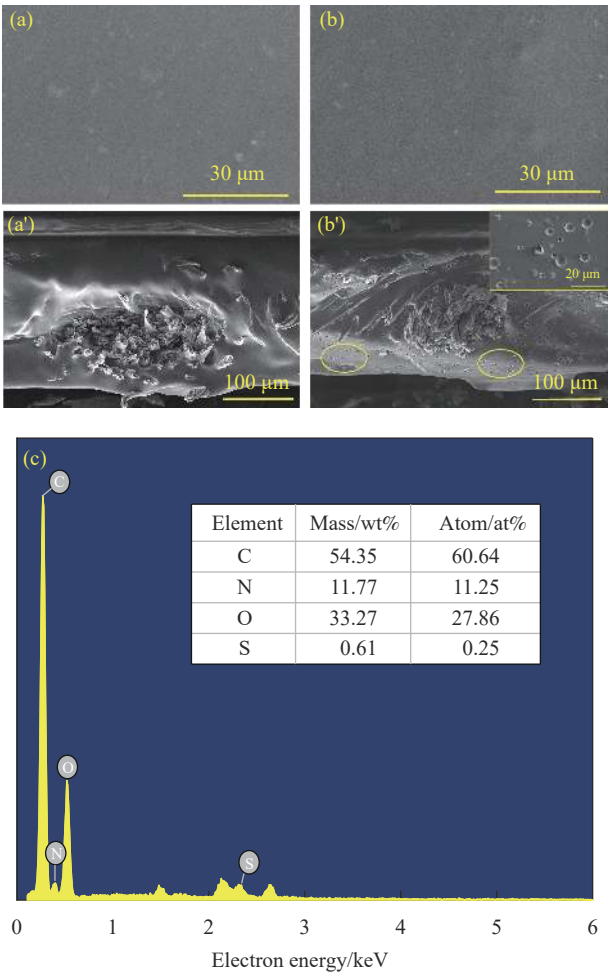 (a)
30 μm
(b)
30 μm
(a')
100 μm
(b')
20 μm
100 μm
(c)
C
Element Mass/wt% Atom/at%
C 54.35 60.64
N 11.77 11.25
O 33.27 27.86
S 0.61 0.25
O
N
S
0 1 2 3 4 5 6
Electron energy/keV